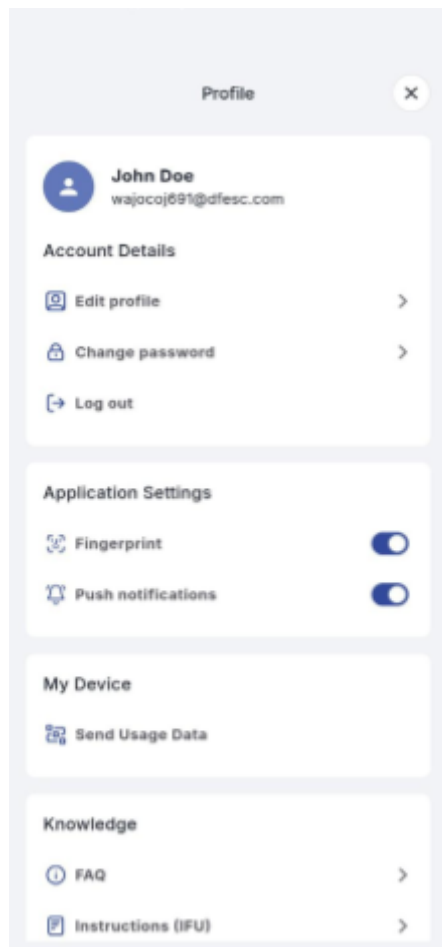 Profile
John Doe
wajocoj691@dfesc.com
Account Details
Edit profile
Change password
Log out
Application Settings
Fingerprint
Push notifications
My Device
Send Usage Data
Knowledge
FAQ
Instructions (IFU)